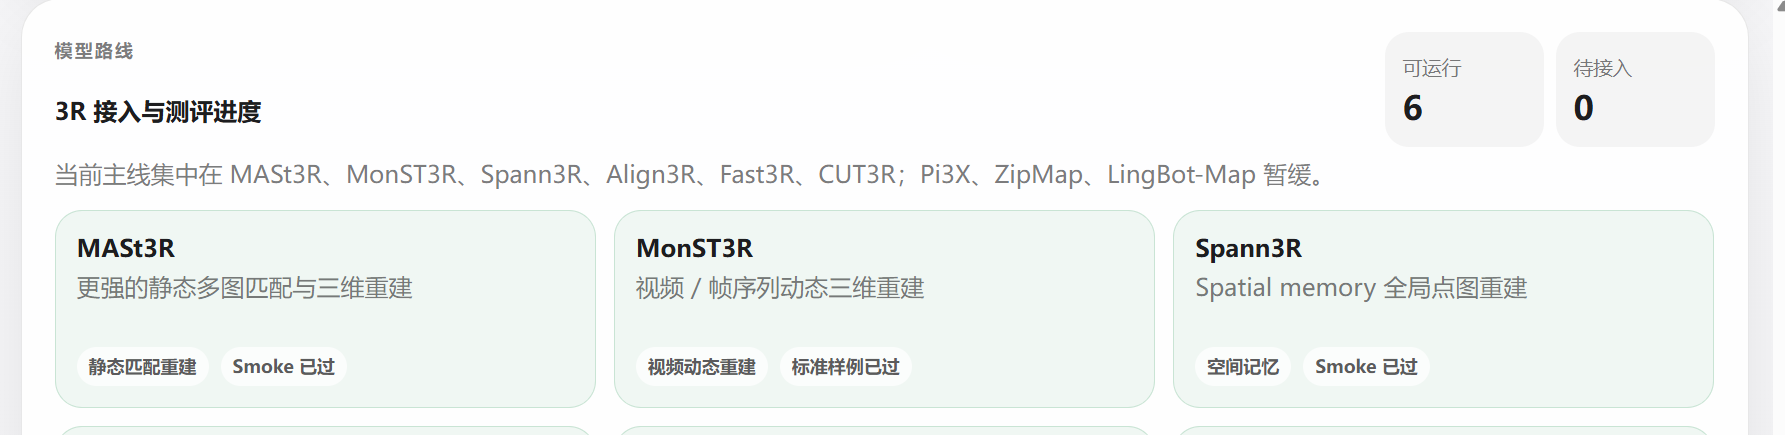 模型路线
3R 接入与测评进度
可运行
6
待接入
0
当前主线集中在 MASt3R、MonST3R、Spann3R、Align3R、Fast3R、CUT3R；Pi3X、ZipMap、LingBot-Map 暂缓。
MASt3R
更强的静态多图匹配与三维重建
静态匹配重建
Smoke 已过
MonST3R
视频 / 帧序列动态三维重建
视频动态重建
标准样例已过
Spann3R
Spatial memory 全局点图重建
空间记忆
Smoke 已过